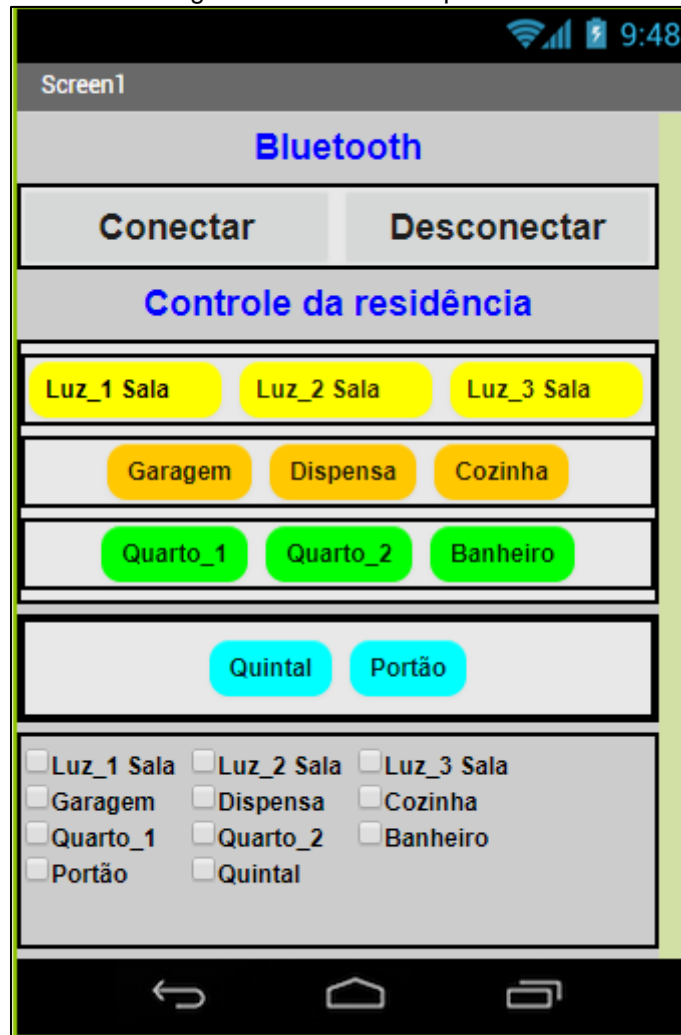 9:48
Screen1
Bluetooth
Conectar Desconectar
Controle da residência
Luz_1 Sala Luz_2 Sala Luz_3 Sala
Garagem Dispensa Cozinha
Quarto_1 Quarto_2 Banheiro
Quintal Portão
Luz_1 Sala Luz_2 Sala Luz_3 Sala
Garagem Dispensa Cozinha
Quarto_1 Quarto_2 Banheiro
Portão Quintal